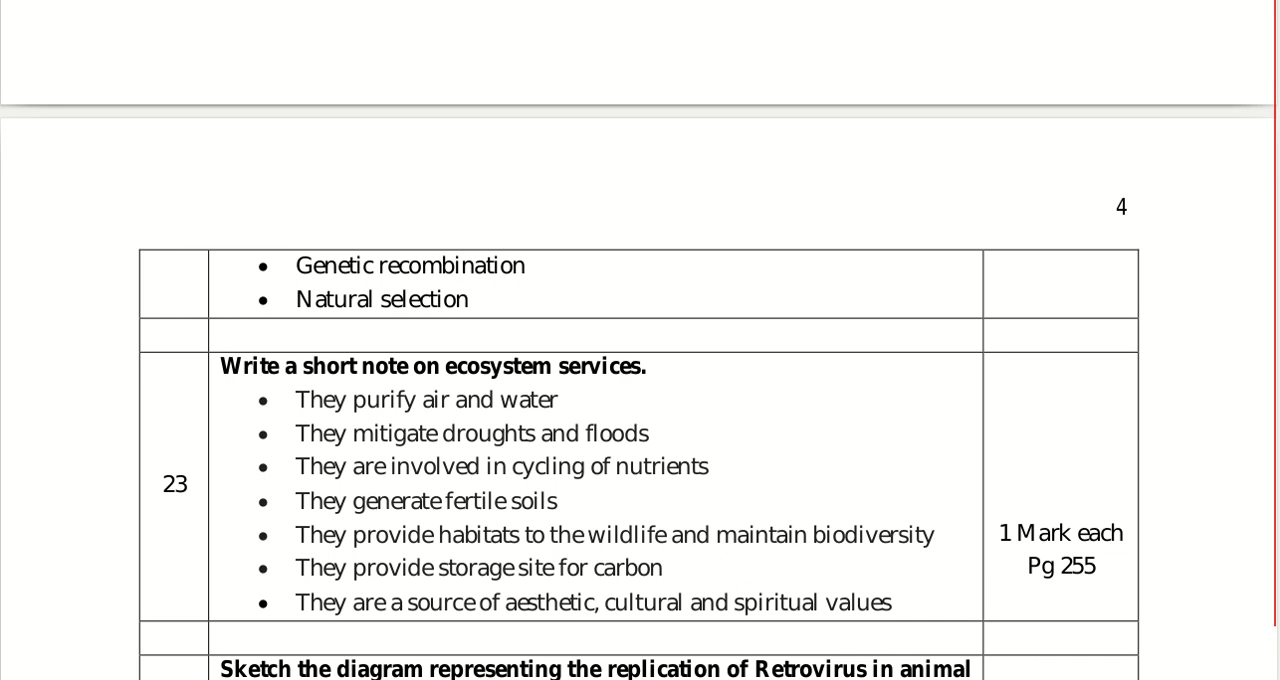 4
• Genetic recombination
• Natural selection
Write a short note on ecosystem services.
• They purify air and water
• They mitigate droughts and floods
• They are involved in cycling of nutrients
23
• They generate fertile soils
• They provide habitats to the wildlife and maintain biodiversity
1 Mark each
• They provide storage site for carbon
Pg 255
• They are a source of aesthetic, cultural and spiritual values
Sketch the diagram representing the replication of Retrovirus in animal